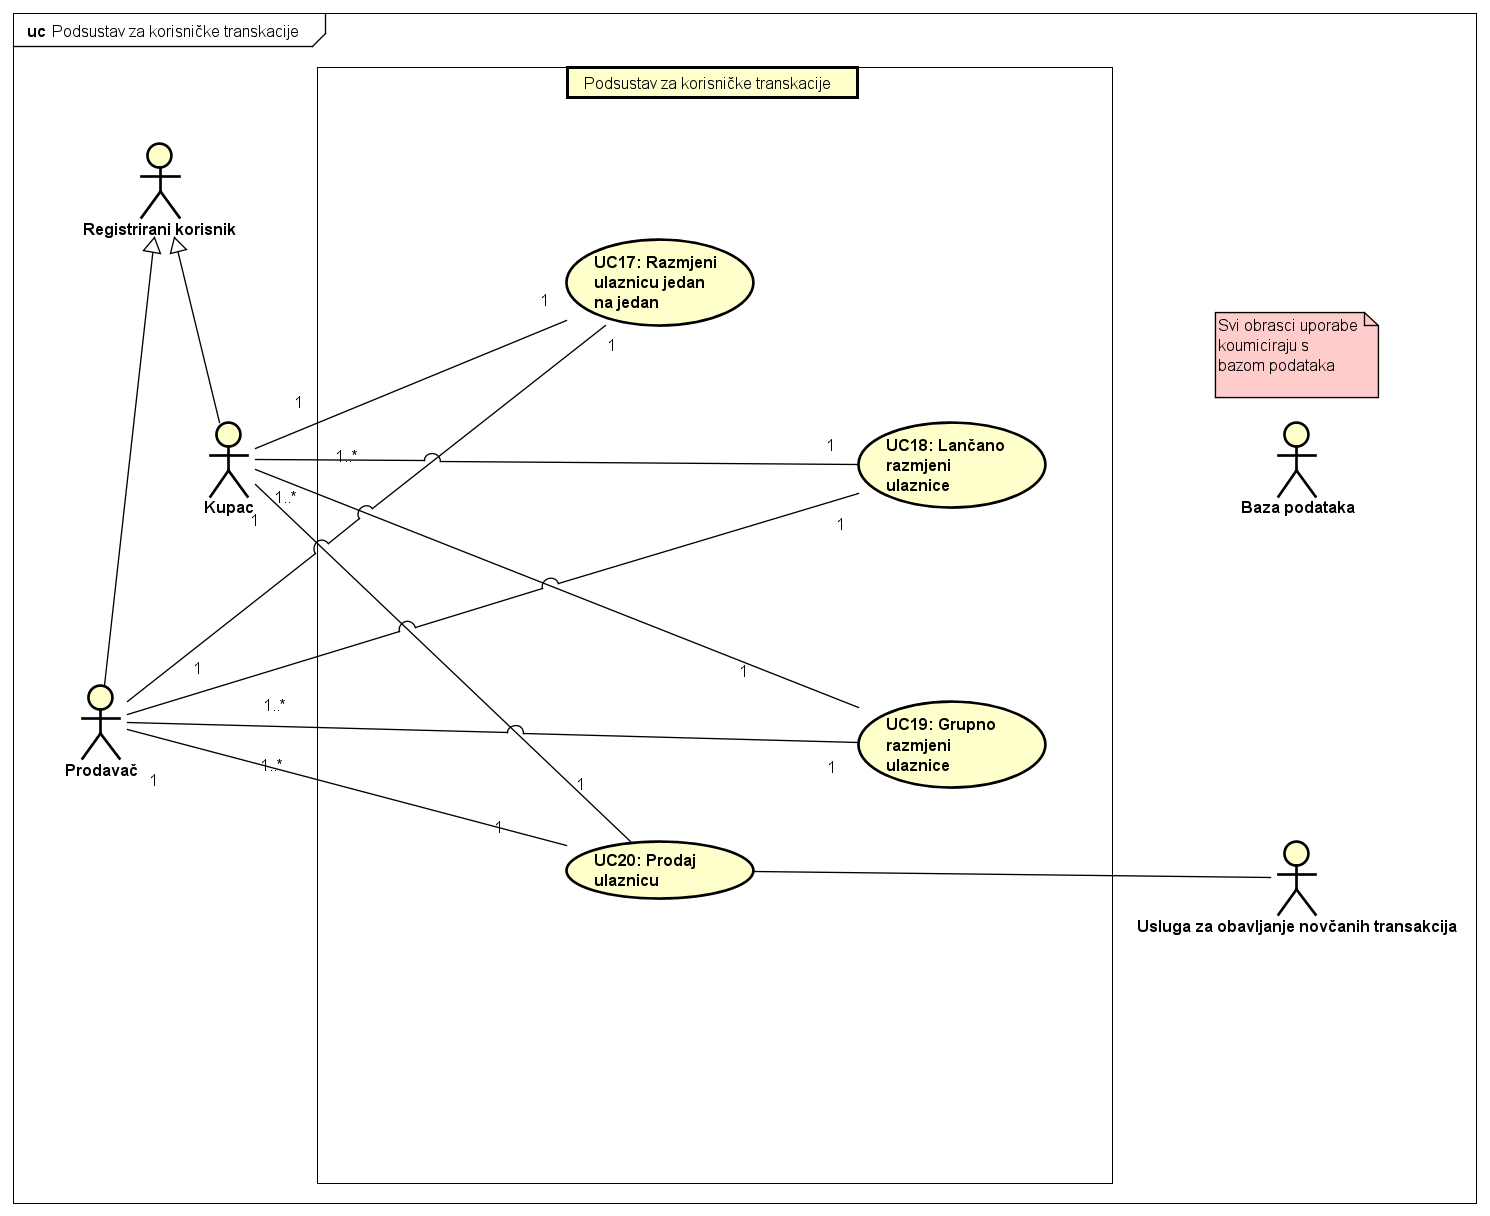 uc Podsustav za korisničke transkacije
Podsustav za korisničke transkacije
Registrirani korisnik
UC17: Razmjeni
ulaznicu jedan
na jedan
1
1
Svi obrasci uporabe
koumiciraju s
bazom podataka
1
1..*
1
UC18: Lančano
razmjeni
ulaznice
1..*
Kupac
1
1
Baza podataka
1
1
1..*
UC19: Grupno
razmjeni
ulaznice
Prodavač
1..*
1
1
1
1
UC20: Prodaj
ulaznicu
Usluga za obavljanje novčanih transakcija